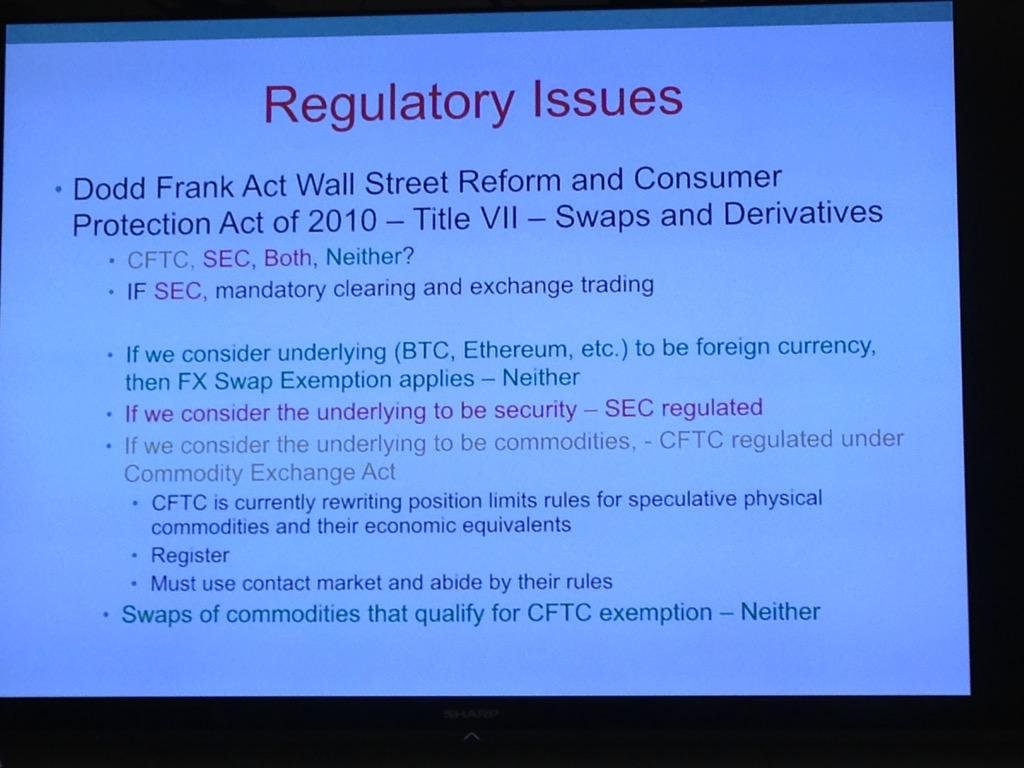 Regulatory Issues
• Dodd Frank Act Wall Street Reform and Consumer
Protection Act of 2010 – Title VII – Swaps and Derivatives
• CFTC, SEC, Both, Neither?
• IF SEC, mandatory clearing and exchange trading
• If we consider underlying (BTC, Ethereum, etc.) to be foreign currency,
then FX Swap Exemption applies – Neither
• If we consider the underlying to be security – SEC regulated
• If we consider the underlying to be commodities, - CFTC regulated under
Commodity Exchange Act
• CFTC is currently rewriting position limits rules for speculative physical
commodities and their economic equivalents
• Register
• Must use contact market and abide by their rules
• Swaps of commodities that qualify for CFTC exemption – Neither
SHARP